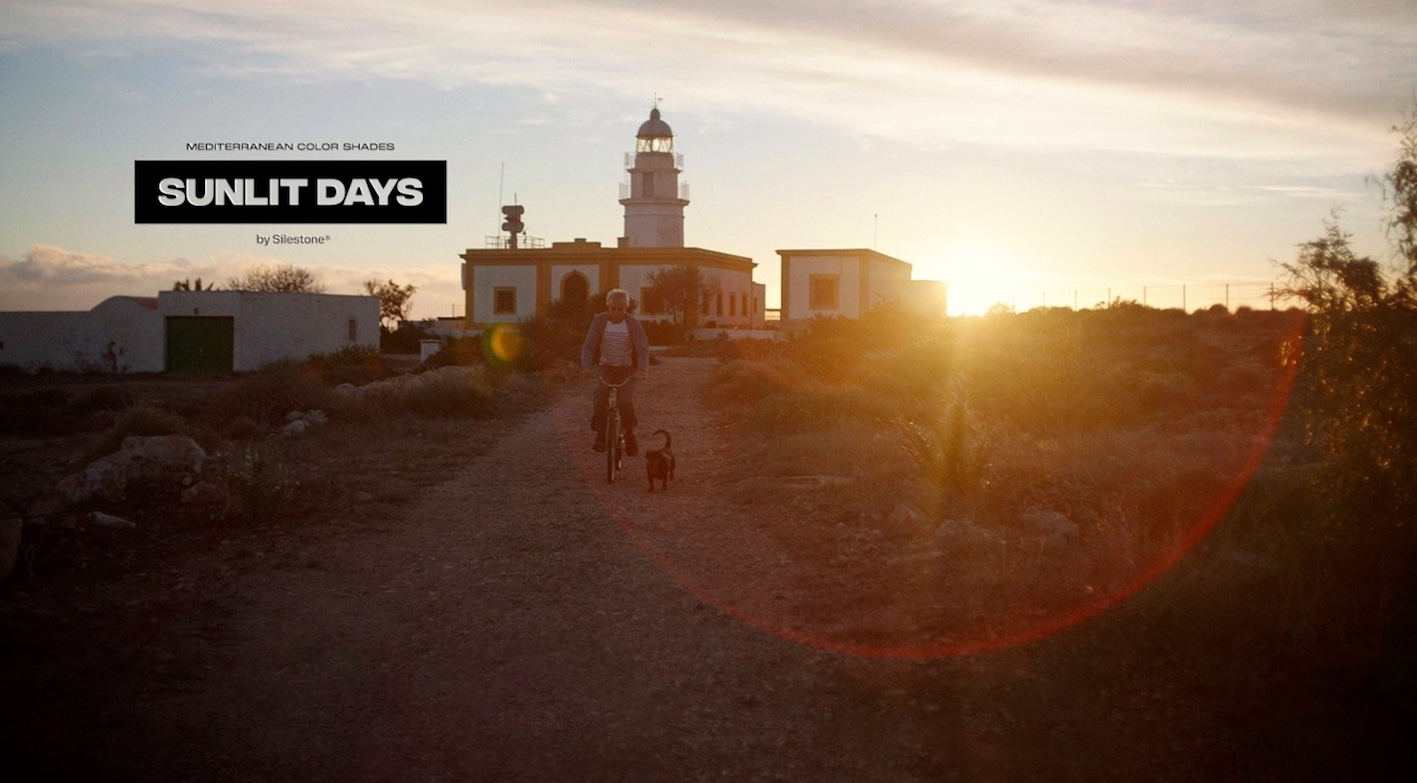 MEDITERRANEAN COLOR SHADES
SUNLIT DAYS
by Silestone®